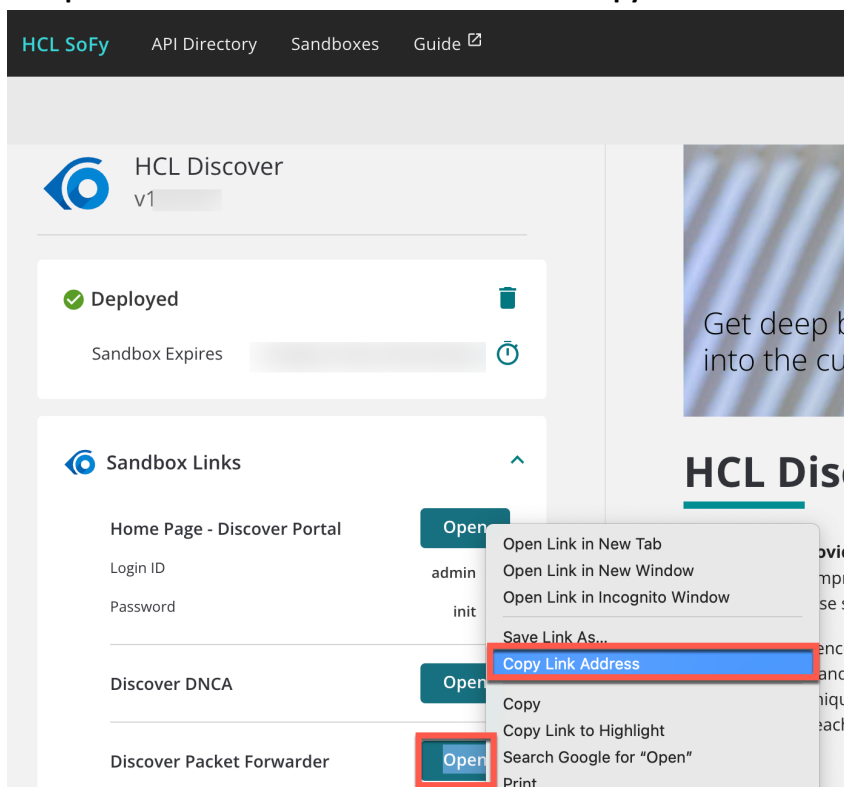 HCL SoFy API Directory Sandboxes Guide
HCL Discover
v1
Deployed
Sandbox Expires
Get deep
into the
Sandbox Links
HCL
Home Page - Discover Portal
Open
Login ID
admin
Password
init
Discover DNCA
Open
Discover Packet Forwarder
Open
Open Link in New Tab
Open Link in New Window
Open Link in Incognito Window
Save Link As...
Copy Link Address
Copy
Copy Link to Highlight
Search Google for “Open”
Print